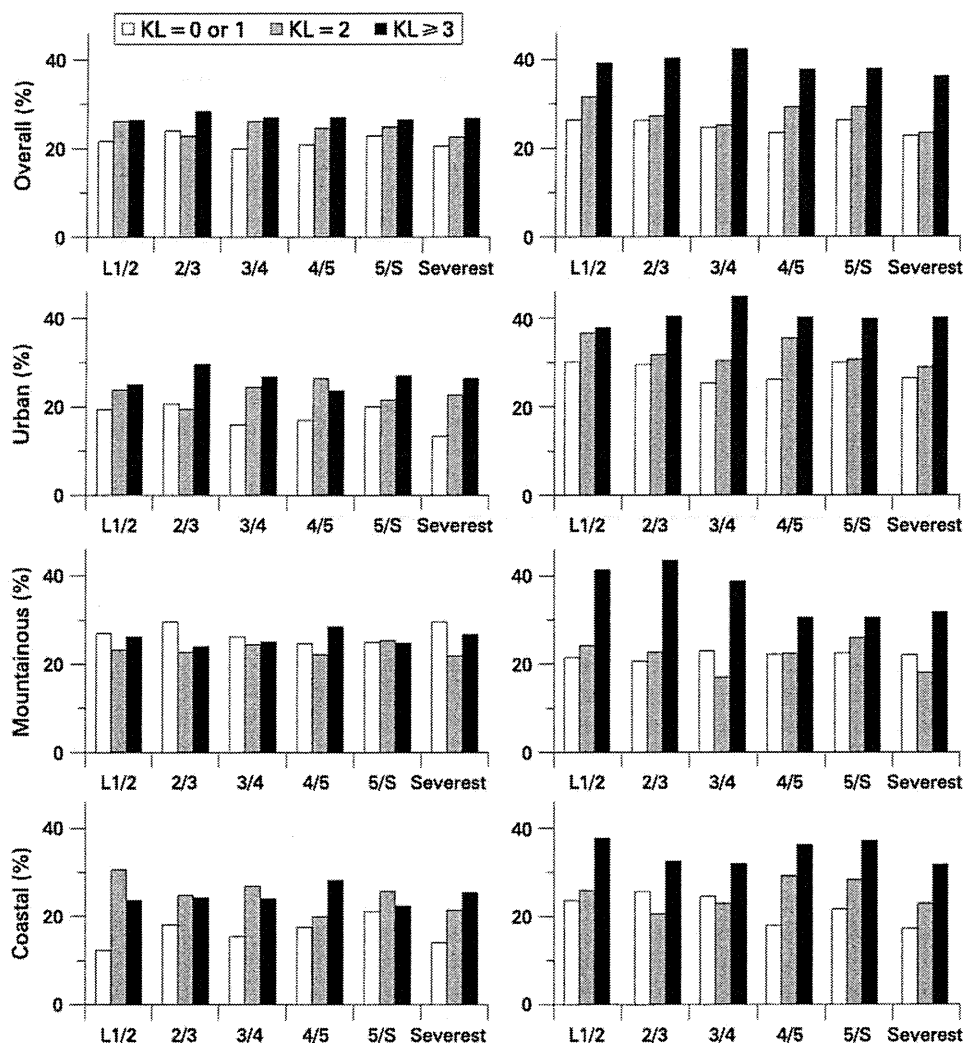 KL = 0 or 1 KL = 2 KL ⩾ 3
Overall (%)
40
20
0
L1/2 2/3 3/4 4/5 5/S Severest
40
20
0
L1/2 2/3 3/4 4/5 5/S Severest
Urban (%)
40
20
0
L1/2 2/3 3/4 4/5 5/S Severest
40
20
0
L1/2 2/3 3/4 4/5 5/S Severest
Mountainous (%)
40
20
0
L1/2 2/3 3/4 4/5 5/S Severest
40
20
0
L1/2 2/3 3/4 4/5 5/S Severest
Coastal (%)
40
20
0
L1/2 2/3 3/4 4/5 5/S Severest
40
20
0
L1/2 2/3 3/4 4/5 5/S Severest